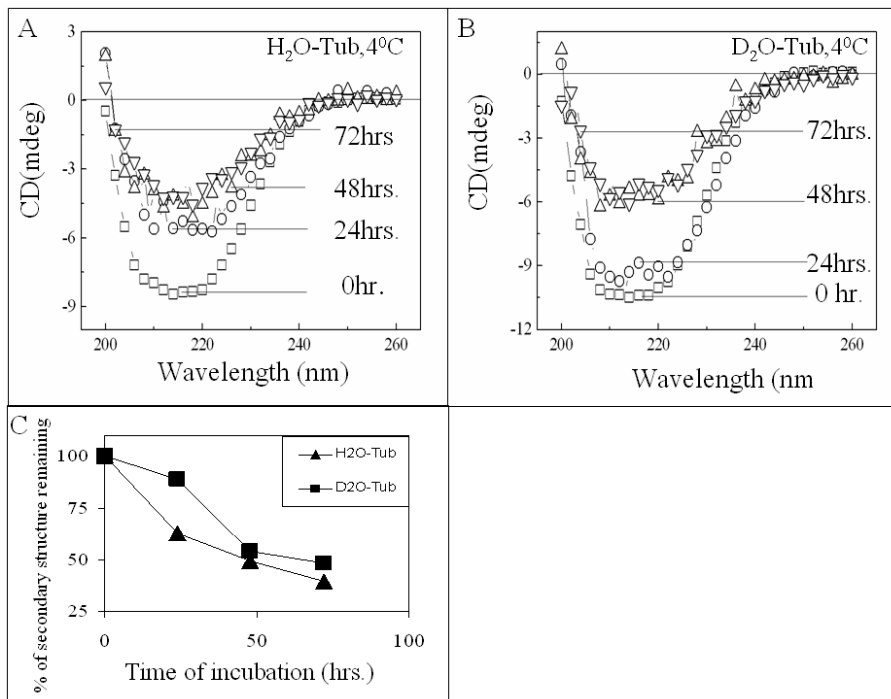 A
H₂O-Tub, 4⁰C
CD(mdeg)
3
0
-3
-6
-9
72hrs
48hrs.
24hrs.
0hr.
200 220 240 260
Wavelength (nm)
B
D₂O-Tub, 4⁰C
CD(mdeg)
0
-3
-6
-9
-12
72hrs.
48hrs.
24hrs.
0 hr.
200 220 240 260
Wavelength (nm
C
% of secondary structure remaining
100
75
50
25
H2O-Tub
D2O-Tub
0 50 100
Time of incubation (hrs.)